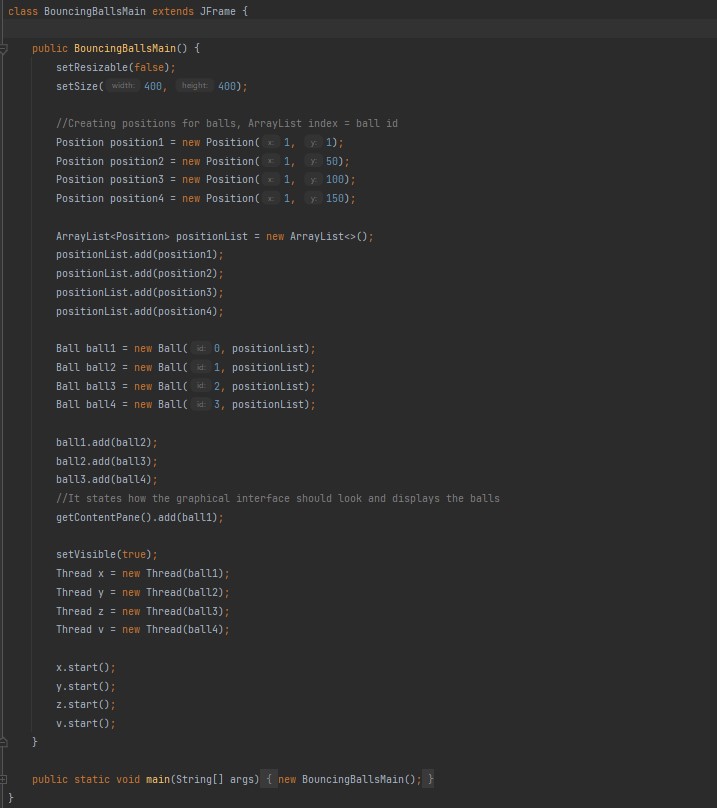 class BouncingBallsMain extends JFrame {
public BouncingBallsMain() {
setResizable(false);
setSize( width: 400, height: 400);
//Creating positions for balls, ArrayList index = ball id
Position position1 = new Position( x: 1, y: 1);
Position position2 = new Position( x: 1, y: 50);
Position position3 = new Position( x: 1, y: 100);
Position position4 = new Position( x: 1, y: 150);
ArrayList<Position> positionList = new ArrayList<>();
positionList.add(position1);
positionList.add(position2);
positionList.add(position3);
positionList.add(position4);
Ball ball1 = new Ball( id: 0, positionList);
Ball ball2 = new Ball( id: 1, positionList);
Ball ball3 = new Ball( id: 2, positionList);
Ball ball4 = new Ball( id: 3, positionList);
ball1.add(ball2);
ball2.add(ball3);
ball3.add(ball4);
//It states how the graphical interface should look and displays the balls
getContentPane().add(ball1);
setVisible(true);
Thread x = new Thread(ball1);
Thread y = new Thread(ball2);
Thread z = new Thread(ball3);
Thread v = new Thread(ball4);
x.start();
y.start();
z.start();
v.start();
}
public static void main(String[] args) { new BouncingBallsMain(); }
}